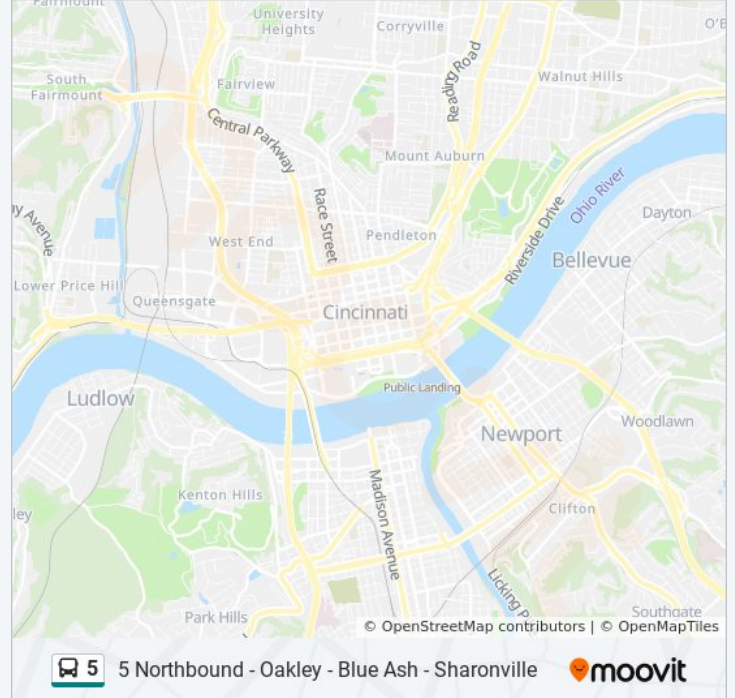 Fairmount
University
Heights
Corryville
O'B
South
Fairmount
Fairview
Reading Road
Walnut Hills
Central Parkway
Mount Auburn
Race Street
Ohio River
ay Avenue
Dayton
West End
Pendleton
Riverside Drive
Bellevue
Lower Price Hill
Queensgate
Cincinnati
Public Landing
Ludlow
Woodlawn
Newport
Madison Avenue
Kenton Hills
Clifton
ley
Licking R
Park Hills
Southgate
© OpenStreetMap contributors | © OpenMapTiles
5
5 Northbound - Oakley - Blue Ash - Sharonville
moovit